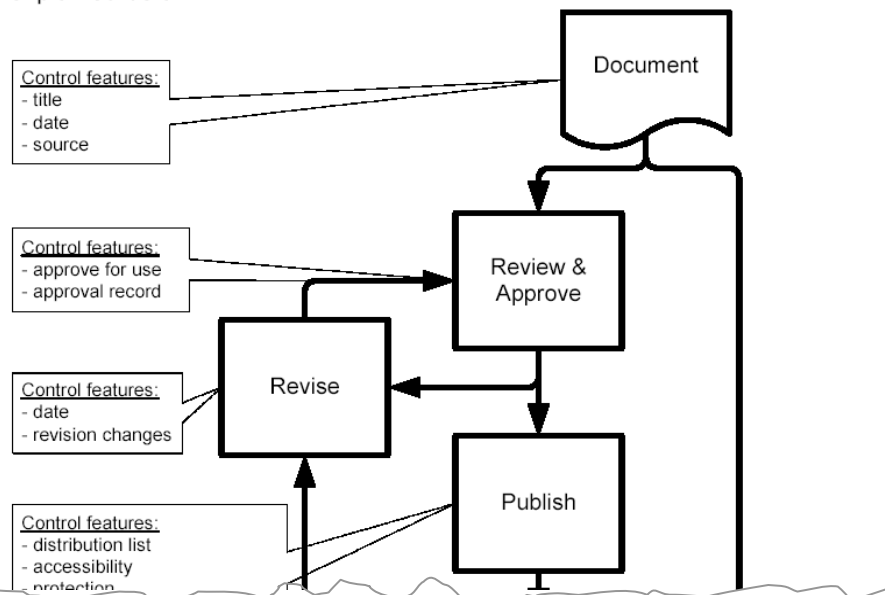 Document
Control features:
- title
- date
- source
Review &
Approve
Control features:
- approve for use
- approval record
Revise
Control features:
- date
- revision changes
Publish
Control features:
- distribution list
- accessibility
- protection